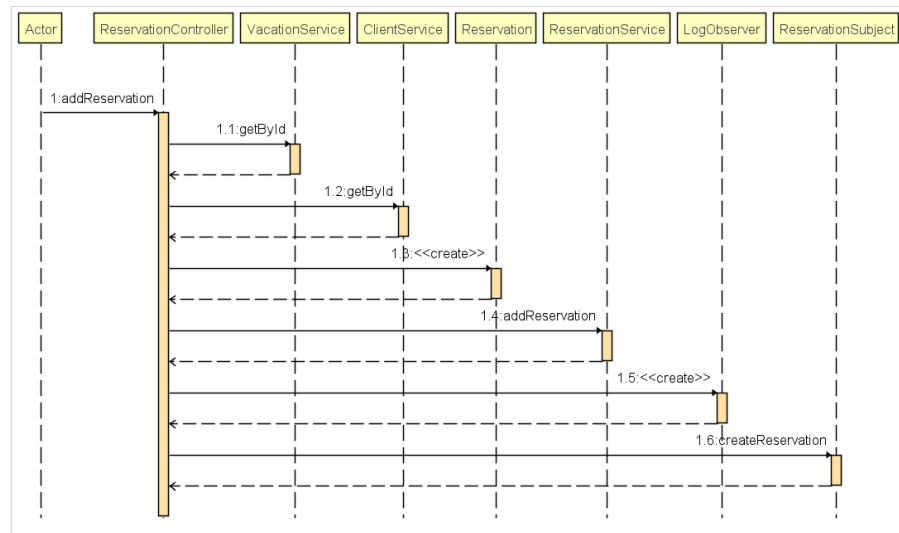 Actor ReservationController VacationService ClientService Reservation ReservationService LogObserver ReservationSubject
1:addReservation
1.1:getById
1.2:getById
1.3:<<create>>
1.4:addReservation
1.5:<<create>>
1.6:createReservation